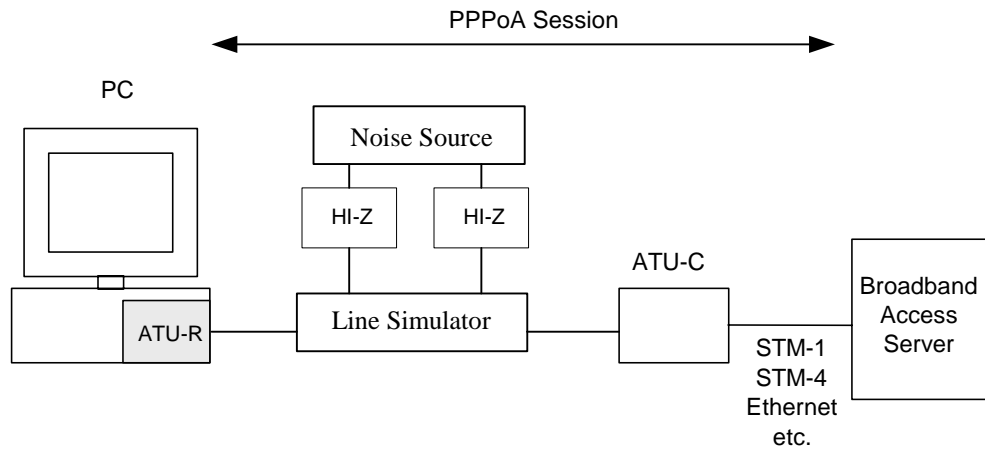 PPPoA Session
PC
Noise Source
HI-Z
HI-Z
ATU-C
Broadband
Access
Server
ATU-R
Line Simulator
STM-1
STM-4
Ethernet
etc.